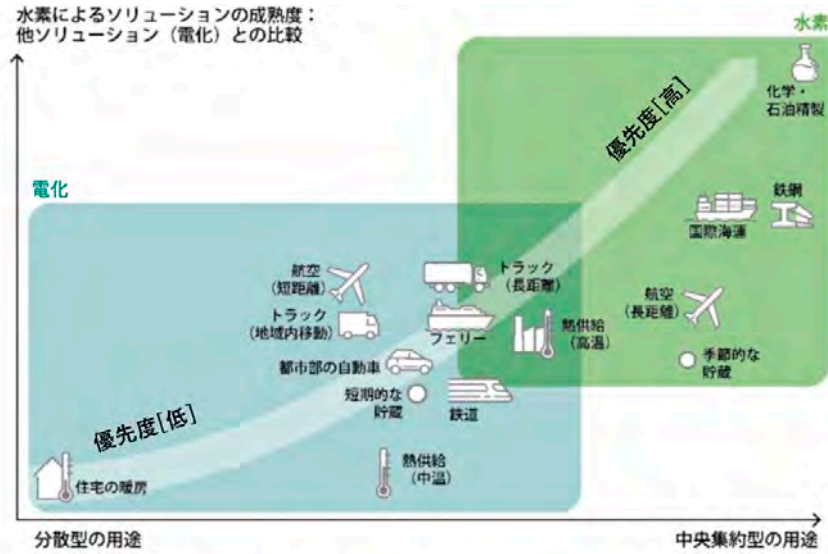 水素によるソリューションの成熟度：
他ソリューション（電化）との比較
水素
化学・
石油精製
優先度[高]
電化
鉄鋼
国際海運
航空
（短距離）
トラック
（長距離）
航空
（長距離）
トラック
（地域内移動）
フェリー
熱供給
（高温）
都市部の自動車
季節的な
貯蔵
短期的な
貯蔵
鉄道
優先度[低]
熱供給
（中温）
住宅の暖房
分散型の用途
中央集約型の用途